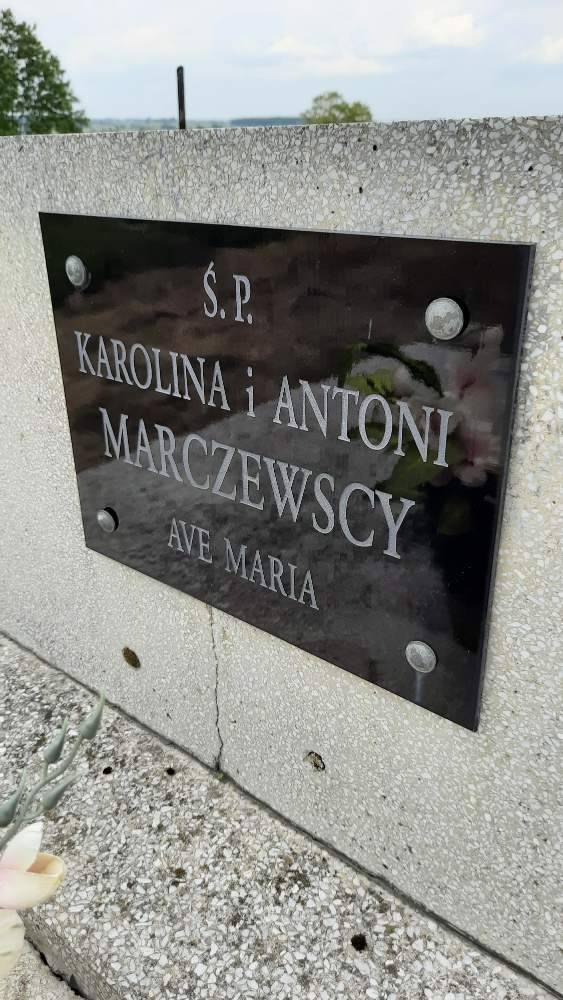 Ś. P.
KAROLINA i ANTONI
MARCZEWSCY
AVE MARIA